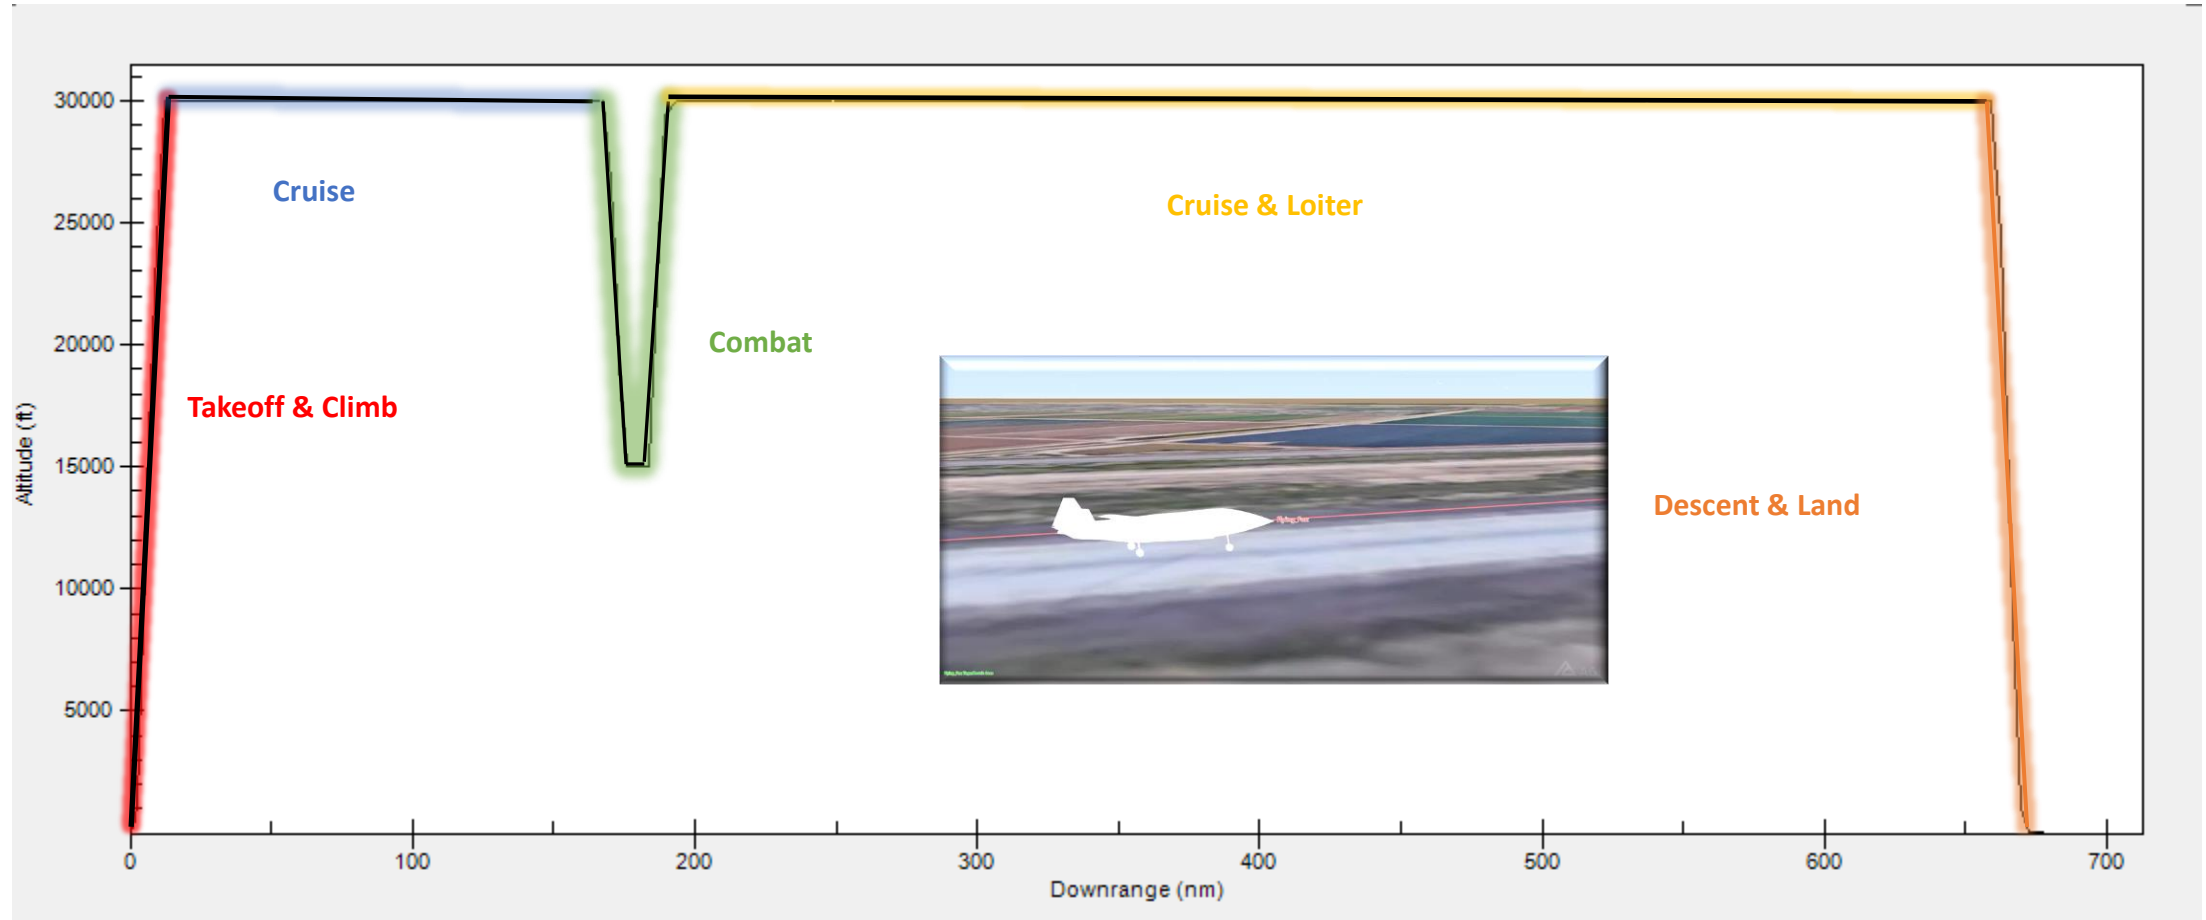 30000
25000
20000
15000
10000
5000
Altitude (ft)
Cruise
Cruise & Loiter
Combat
Takeoff & Climb
Descent & Land
0
100
200
300
400
500
600
700
Downrange (nm)